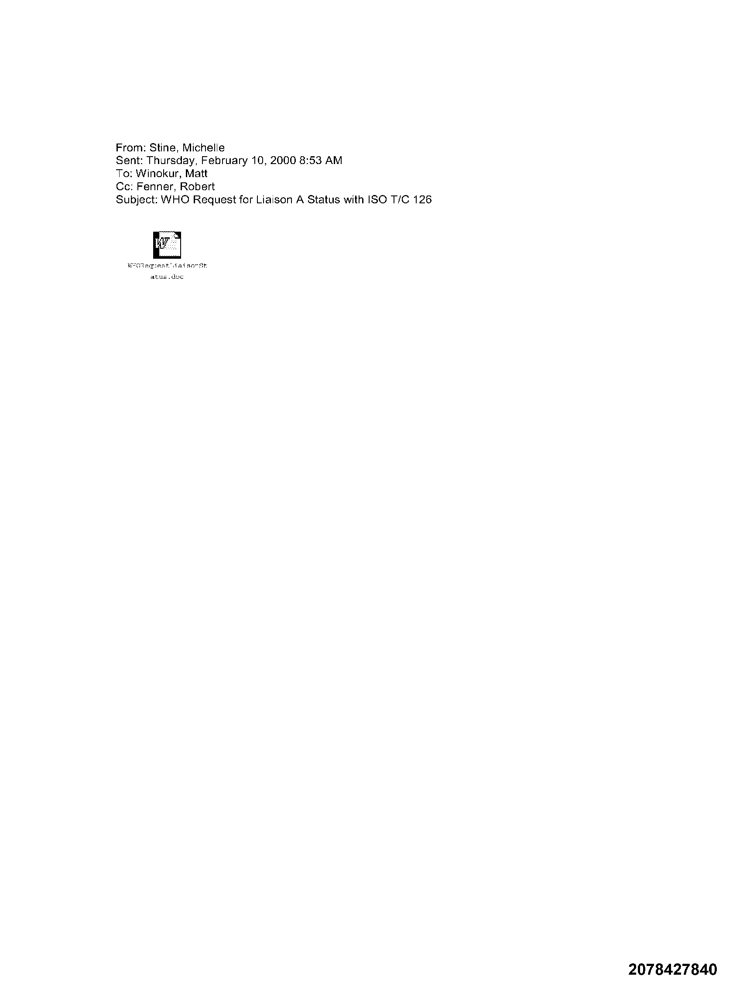 From: Stine, Michelle
Sent: Thursday, February 10, 2000 8:53 AM
To: Winokur, Matt
Cc: Fenner, Robert
Subject: WHO Request for Liaison A Status with ISO T/C 126
W
WHORequestLiaisonSt
atus.doc
2078427840